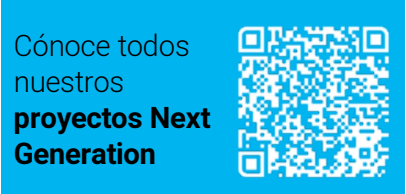 Cónoce todos
nuestros
proyectos Next
Generation